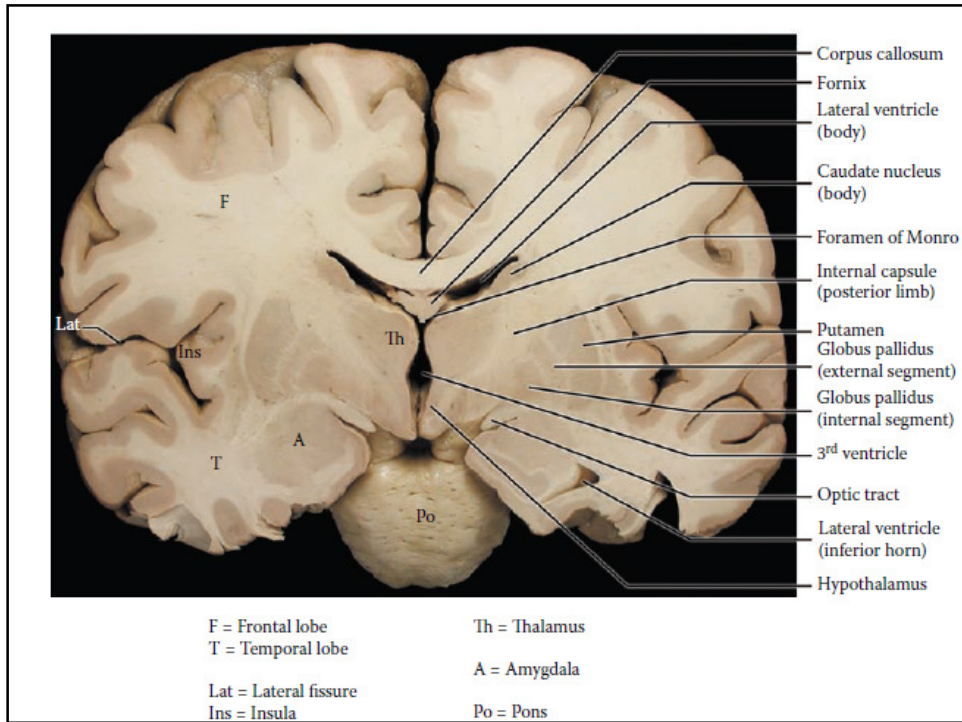 Corpus callosum
Fornix
Lateral ventricle
(body)
Caudate nucleus
(body)
Foramen of Monro
Internal capsule
(posterior limb)
Putamen
Globus pallidus
(external segment)
Globus pallidus
(internal segment)
3rd ventricle
Optic tract
Lateral ventricle
(inferior horn)
Hypothalamus
F
Lat
Ins
Th
A
T
Po
F = Frontal lobe
T = Temporal lobe
Lat = Lateral fissure
Ins = Insula
Th = Thalamus
A = Amygdala
Po = Pons